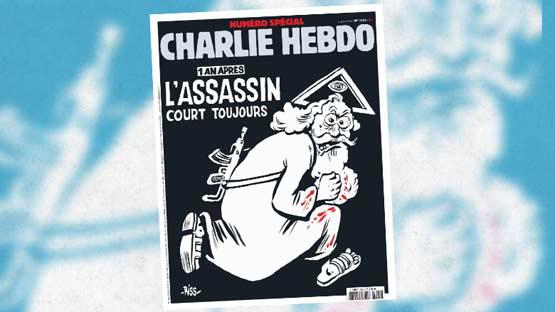 NUMÉRO SPÉCIAL
CHARLIE HEBDO
1 AN APRÈS
L'ASSASSIN
COURT TOUJOURS
RISS